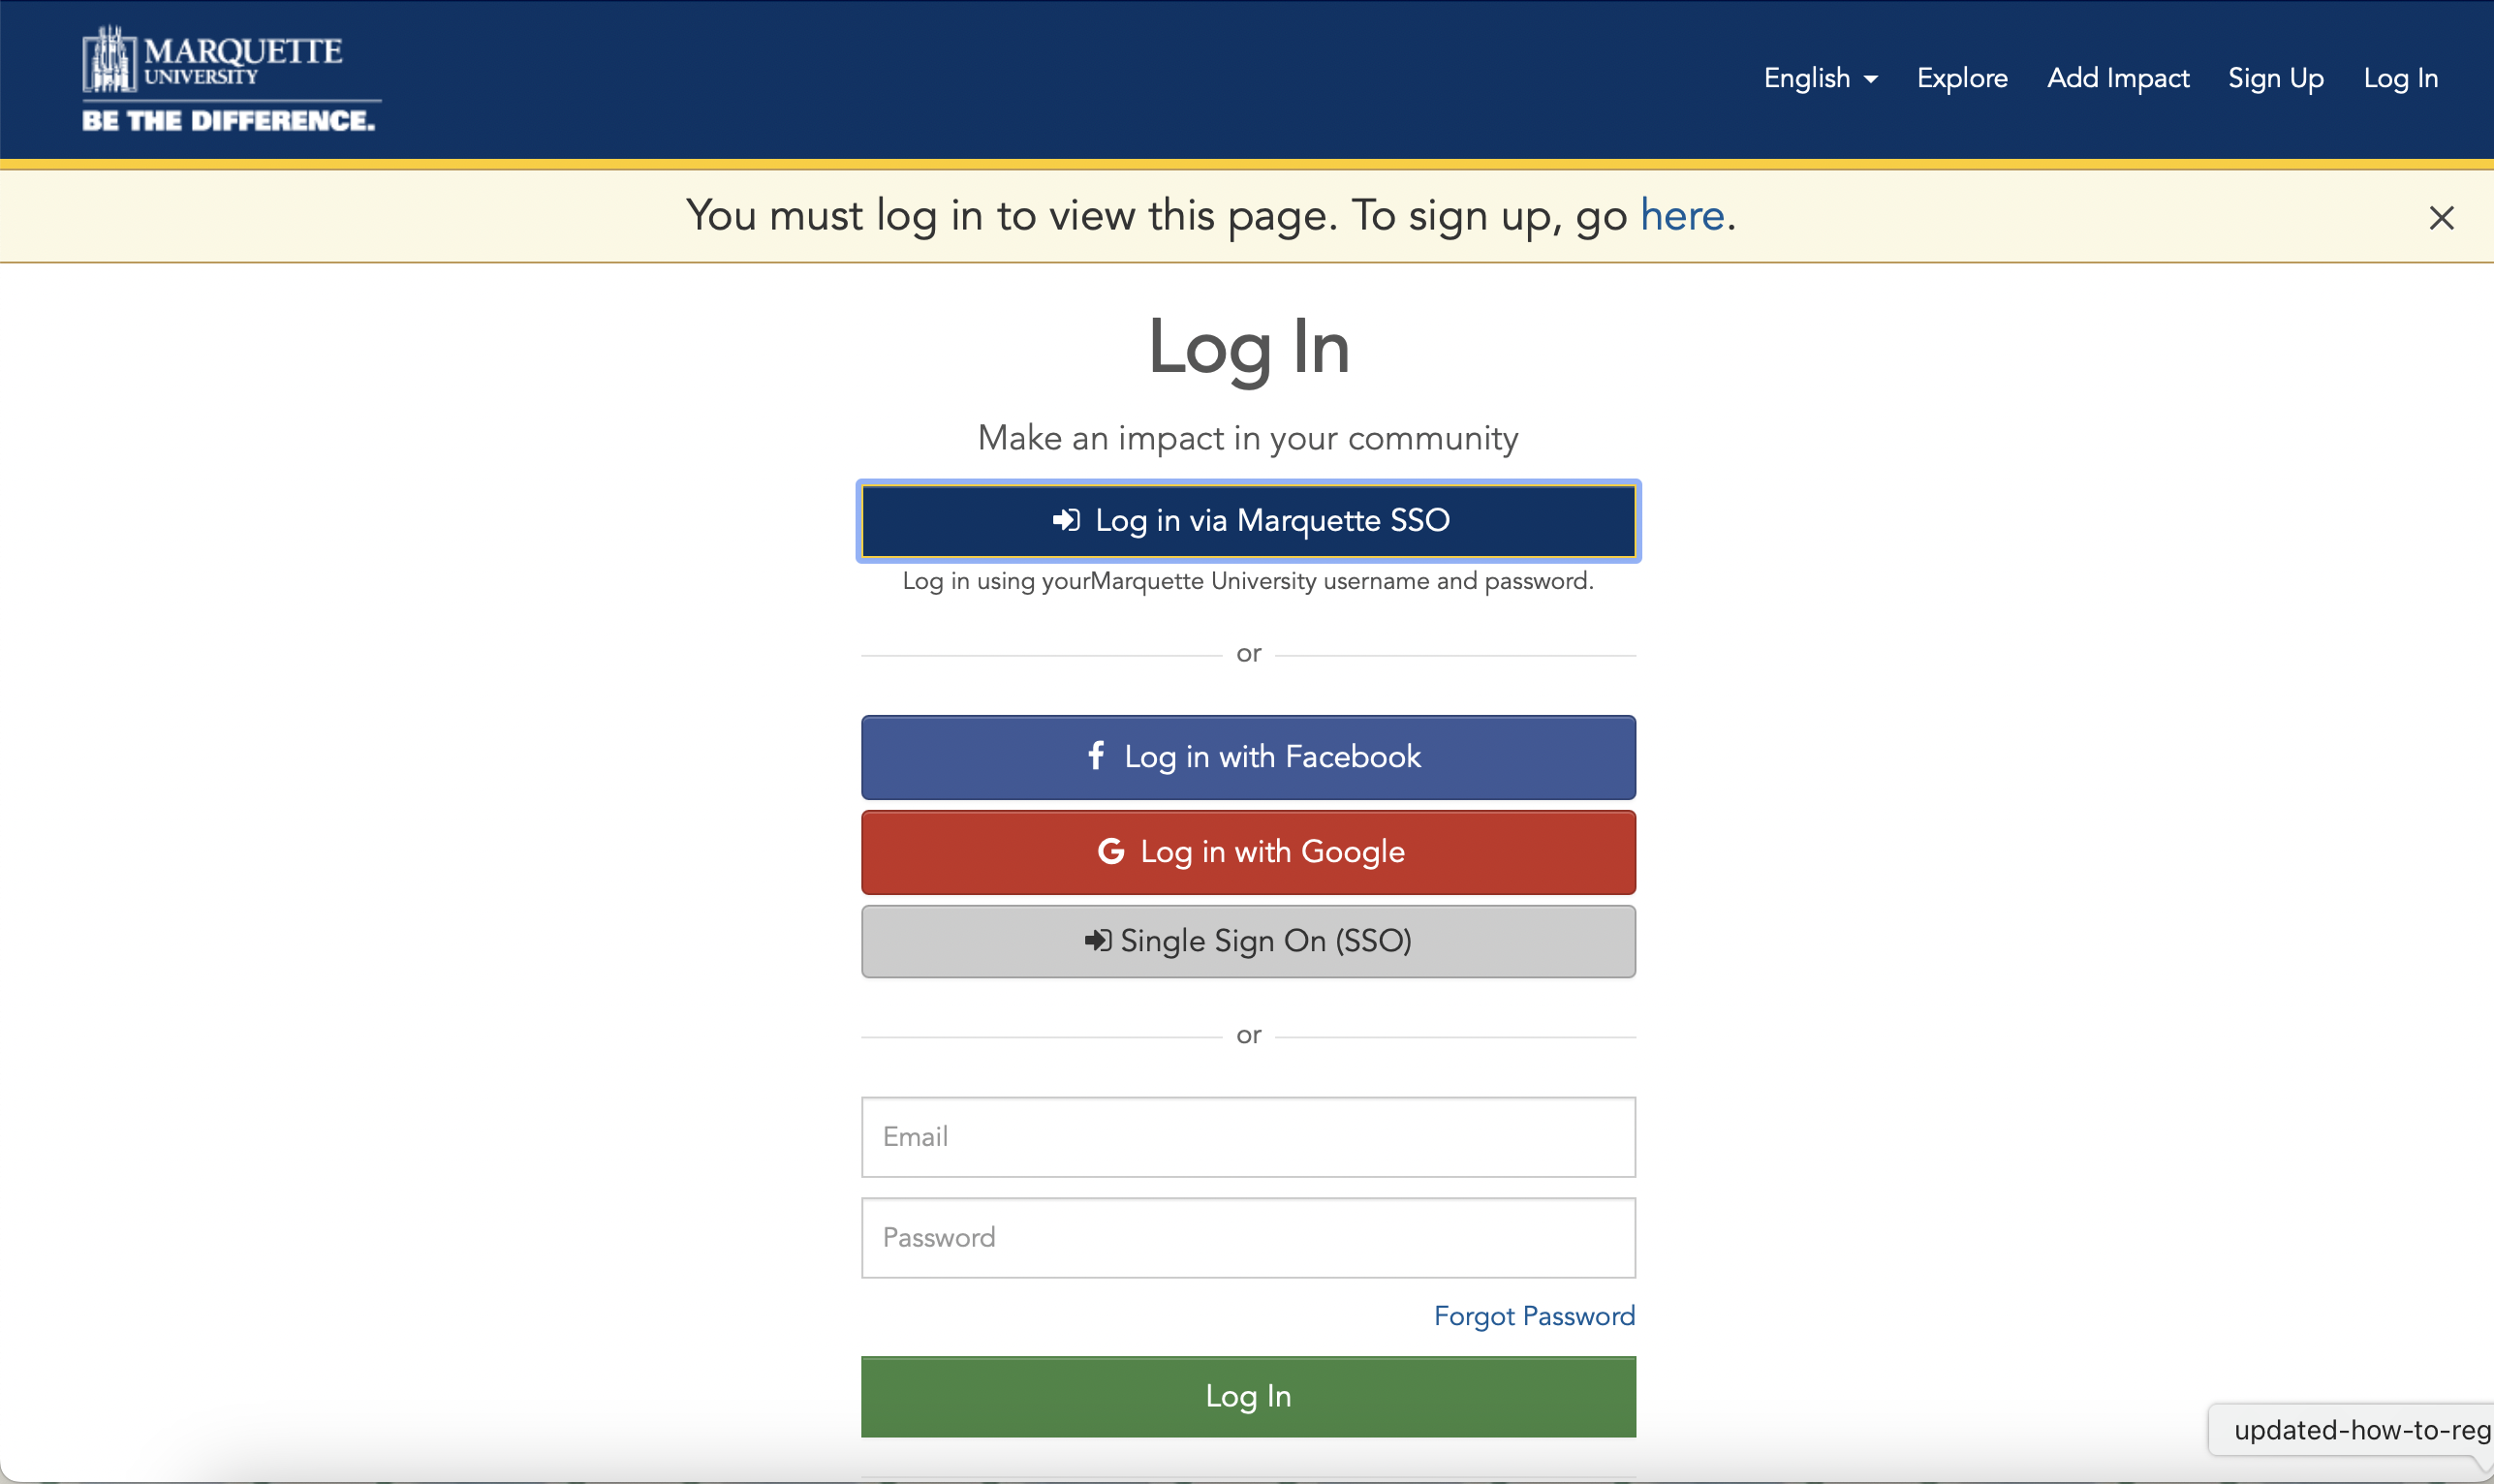 MARQUETTE
UNIVERSITY
BE THE DIFFERENCE.
English
Explore
Add Impact
Sign Up
Log In
You must log in to view this page. To sign up, go here.
Log In
Make an impact in your community
Log in via Marquette SSO
Log in using yourMarquette University username and password.
or
Log in with Facebook
Log in with Google
Single Sign On (SSO)
or
Email
Password
Forgot Password
Log In
updated-how-to-reg